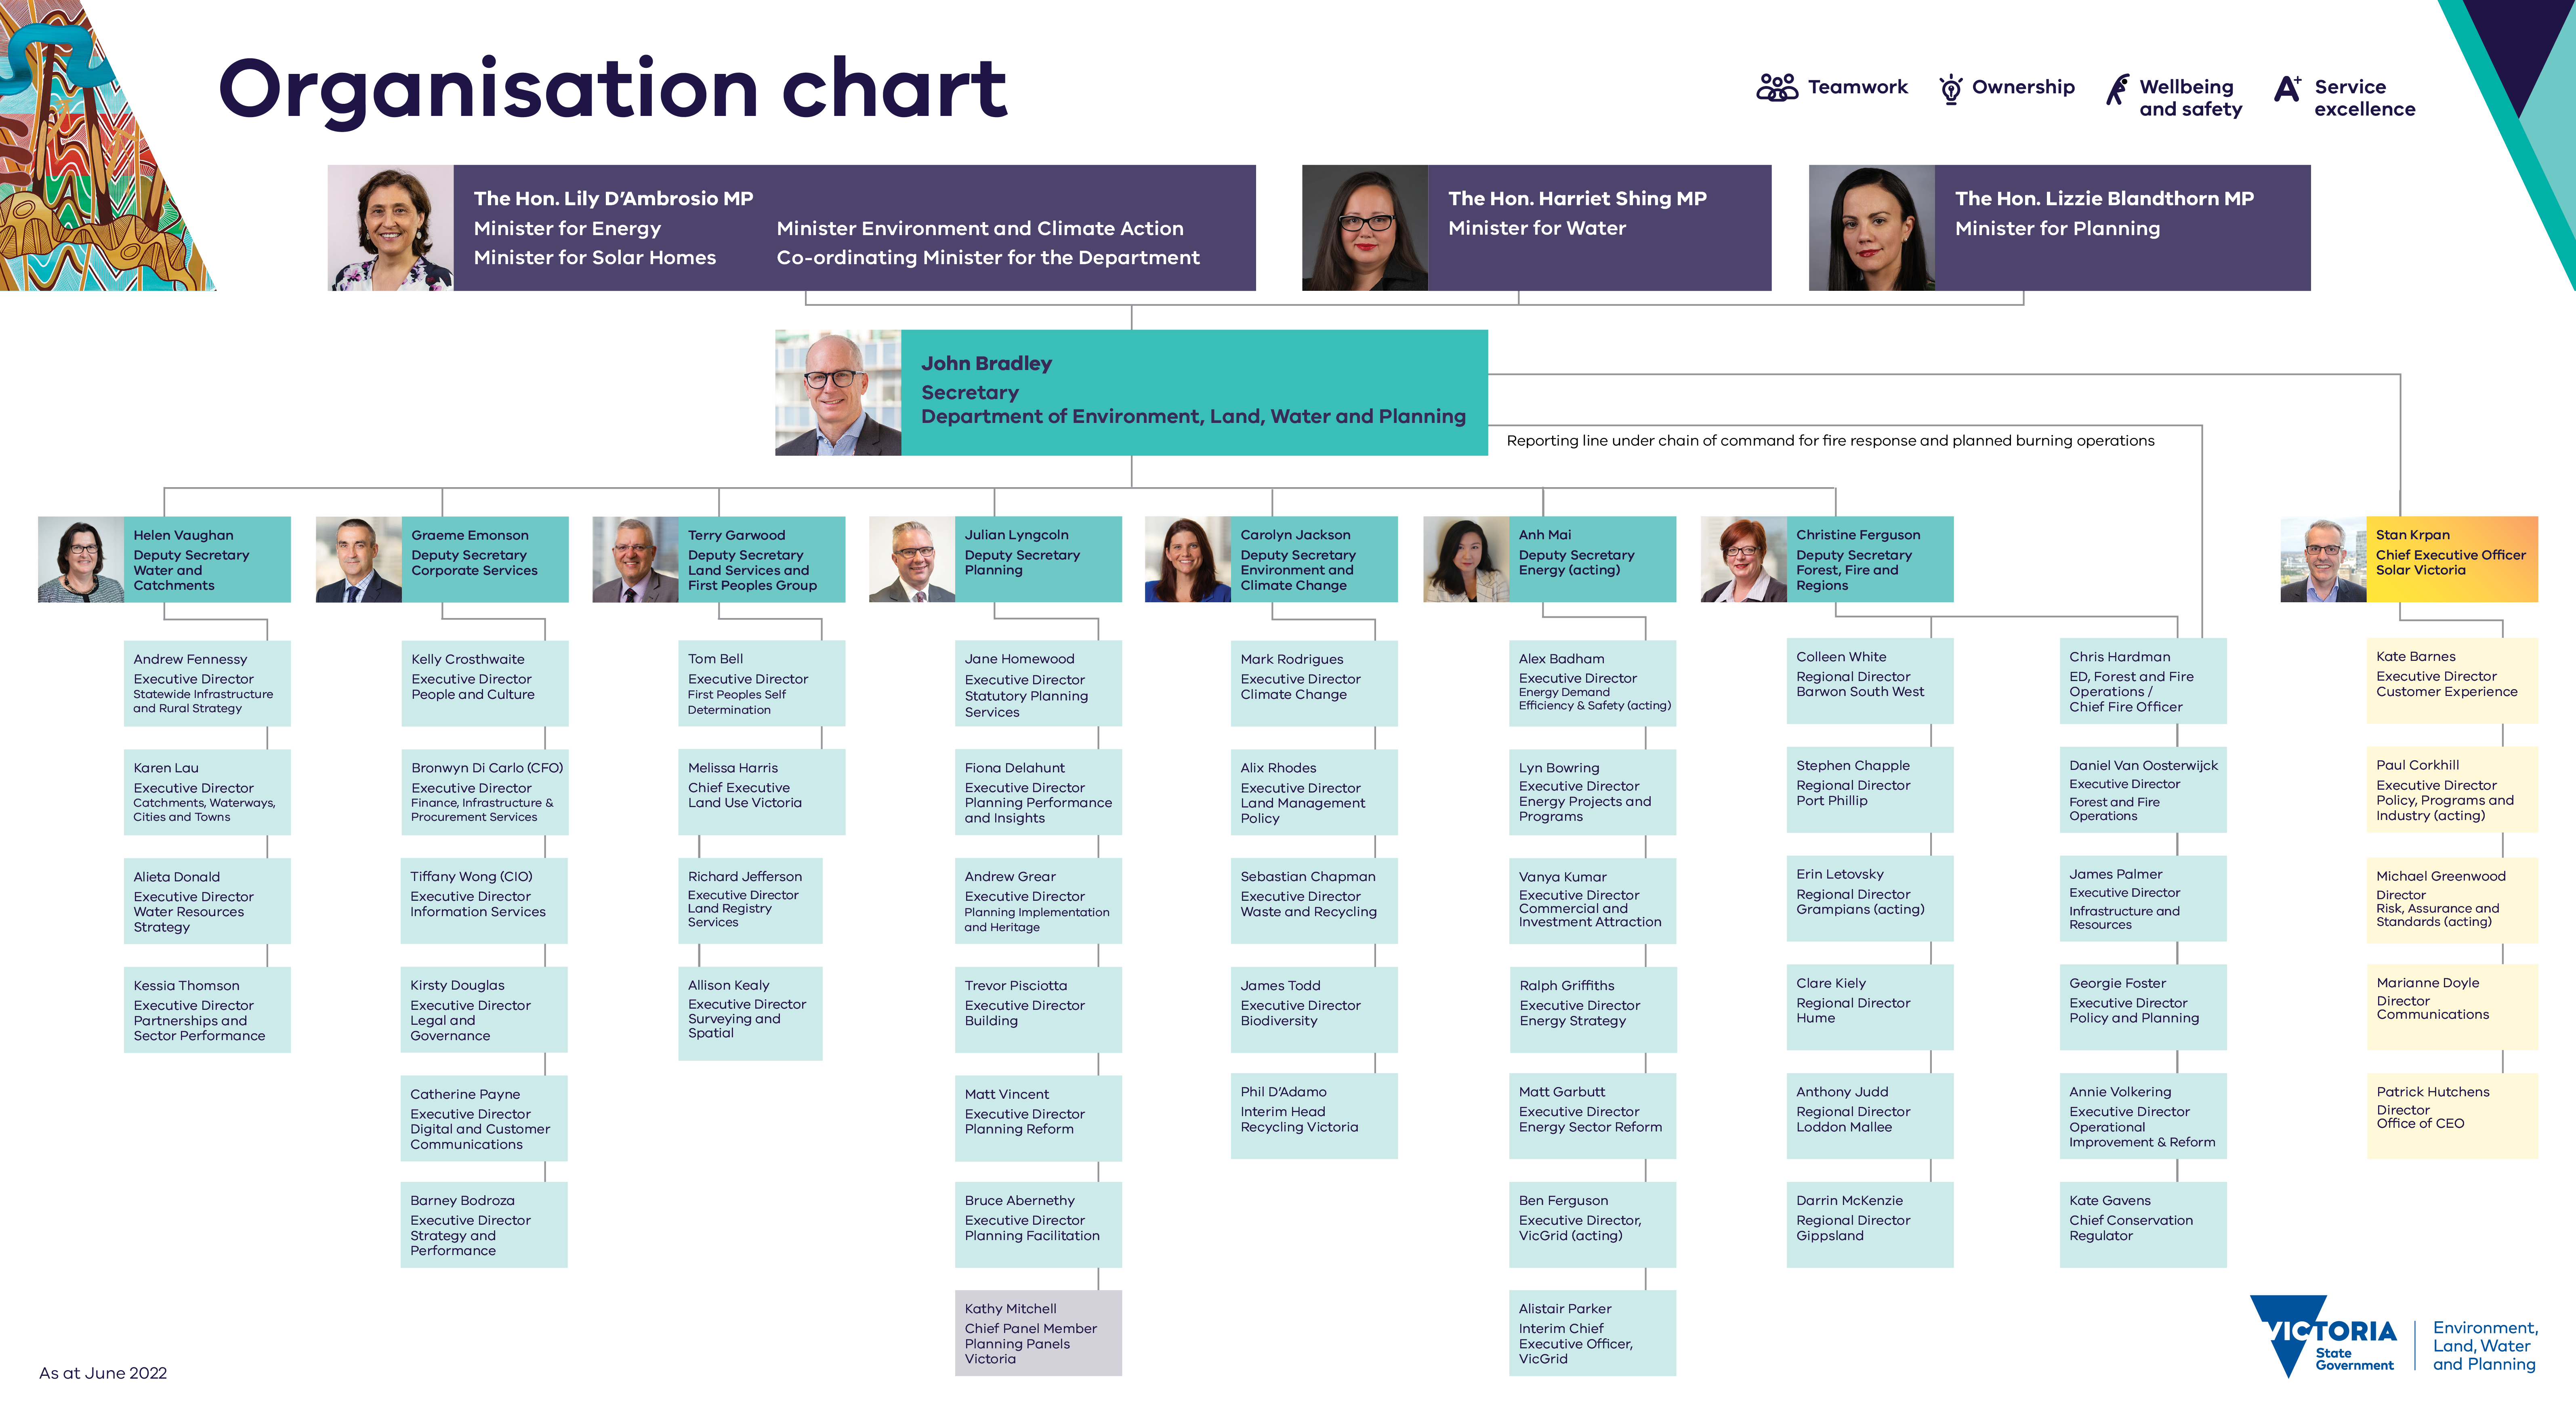 Organisation chart
Teamwork
Ownership
Wellbeing
and safety
A+
Service
excellence
The Hon. Lily D’Ambrosio MP
Minister for Energy
Minister for Solar Homes
Minister Environment and Climate Action
Co-ordinating Minister for the Department
The Hon. Harriet Shing MP
Minister for Water
The Hon. Lizzie Blandthorn MP
Minister for Planning
John Bradley
Secretary
Department of Environment, Land, Water and Planning
Reporting line under chain of command for fire response and planned burning operations
Helen Vaughan
Deputy Secretary
Water and
Catchments
Andrew Fennessy
Executive Director
Statewide Infrastructure
and Rural Strategy
Karen Lau
Executive Director
Catchments, Waterways,
Cities and Towns
Alieta Donald
Executive Director
Water Resources
Strategy
Kessia Thomson
Executive Director
Partnerships and
Sector Performance
Graeme Emonson
Deputy Secretary
Corporate Services
Kelly Crosthwaite
Executive Director
People and Culture
Bronwyn Di Carlo (CFO)
Executive Director
Finance, Infrastructure &
Procurement Services
Tiffany Wong (CIO)
Executive Director
Information Services
Kirsty Douglas
Executive Director
Legal and
Governance
Catherine Payne
Executive Director
Digital and Customer
Communications
Barney Bodroza
Executive Director
Strategy and
Performance
Terry Garwood
Deputy Secretary
Land Services and
First Peoples Group
Tom Bell
Executive Director
First Peoples Self
Determination
Melissa Harris
Chief Executive
Land Use Victoria
Richard Jefferson
Executive Director
Land Registry
Services
Allison Kealy
Executive Director
Surveying and
Spatial
Julian Lyngcoln
Deputy Secretary
Planning
Jane Homewood
Executive Director
Statutory Planning
Services
Fiona Delahunt
Executive Director
Planning Performance
and Insights
Andrew Grear
Executive Director
Planning Implementation
and Heritage
Trevor Pisciotta
Executive Director
Building
Matt Vincent
Executive Director
Planning Reform
Bruce Abernethy
Executive Director
Planning Facilitation
Kathy Mitchell
Chief Panel Member
Planning Panels
Victoria
Carolyn Jackson
Deputy Secretary
Environment and
Climate Change
Mark Rodrigues
Executive Director
Climate Change
Alix Rhodes
Executive Director
Land Management
Policy
Sebastian Chapman
Executive Director
Waste and Recycling
James Todd
Executive Director
Biodiversity
Phil D’Adamo
Interim Head
Recycling Victoria
Anh Mai
Deputy Secretary
Energy (acting)
Alex Badham
Executive Director
Energy Demand
Efficiency & Safety (acting)
Lyn Bowring
Executive Director
Energy Projects and
Programs
Vanya Kumar
Executive Director
Commercial and
Investment Attraction
Ralph Griffiths
Executive Director
Energy Strategy
Matt Garbutt
Executive Director
Energy Sector Reform
Ben Ferguson
Executive Director,
VicGrid (acting)
Alistair Parker
Interim Chief
Executive Officer,
VicGrid
Christine Ferguson
Deputy Secretary
Forest, Fire and
Regions
Colleen White
Regional Director
Barwon South West
Stephen Chapple
Regional Director
Port Phillip
Erin Letovsky
Regional Director
Grampians (acting)
Clare Kiely
Regional Director
Hume
Anthony Judd
Regional Director
Loddon Mallee
Darrin McKenzie
Regional Director
Gippsland
Chris Hardman
ED, Forest and Fire
Operations /
Chief Fire Officer
Daniel Van Oosterwijck
Executive Director
Forest and Fire
Operations
James Palmer
Executive Director
Infrastructure and
Resources
Georgie Foster
Executive Director
Policy and Planning
Annie Volkering
Executive Director
Operational
Improvement & Reform
Kate Gavens
Chief Conservation
Regulator
Stan Krpan
Chief Executive Officer
Solar Victoria
Kate Barnes
Executive Director
Customer Experience
Paul Corkhill
Executive Director
Policy, Programs and
Industry (acting)
Michael Greenwood
Director
Risk, Assurance and
Standards (acting)
Marianne Doyle
Director
Communications
Patrick Hutchens
Director
Office of CEO
As at June 2022
VICTORIA
State
Government
Environment,
Land, Water
and Planning